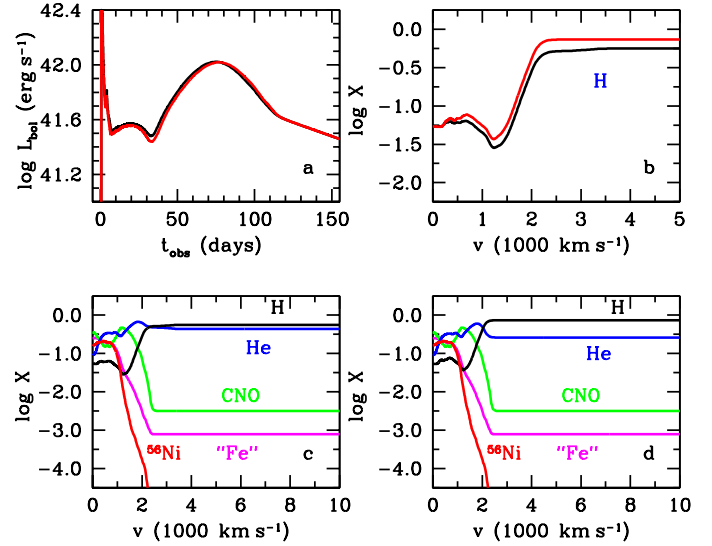 42.4
42.0
41.6
41.2
log L_bol (erg s⁻¹)
a
0 50 100 150
t_obs (days)
0.0
−0.5
−1.0
−1.5
−2.0
log X
H
b
0 1 2 3 4 5
v (1000 km s⁻¹)
0.0
−1.0
−2.0
−3.0
−4.0
log X
H
He
CNO
⁵⁶Ni "Fe" c
0 2 4 6 8 10
v (1000 km s⁻¹)
0.0
−1.0
−2.0
−3.0
−4.0
log X
H
He
CNO
⁵⁶Ni "Fe" d
0 2 4 6 8 10
v (1000 km s⁻¹)